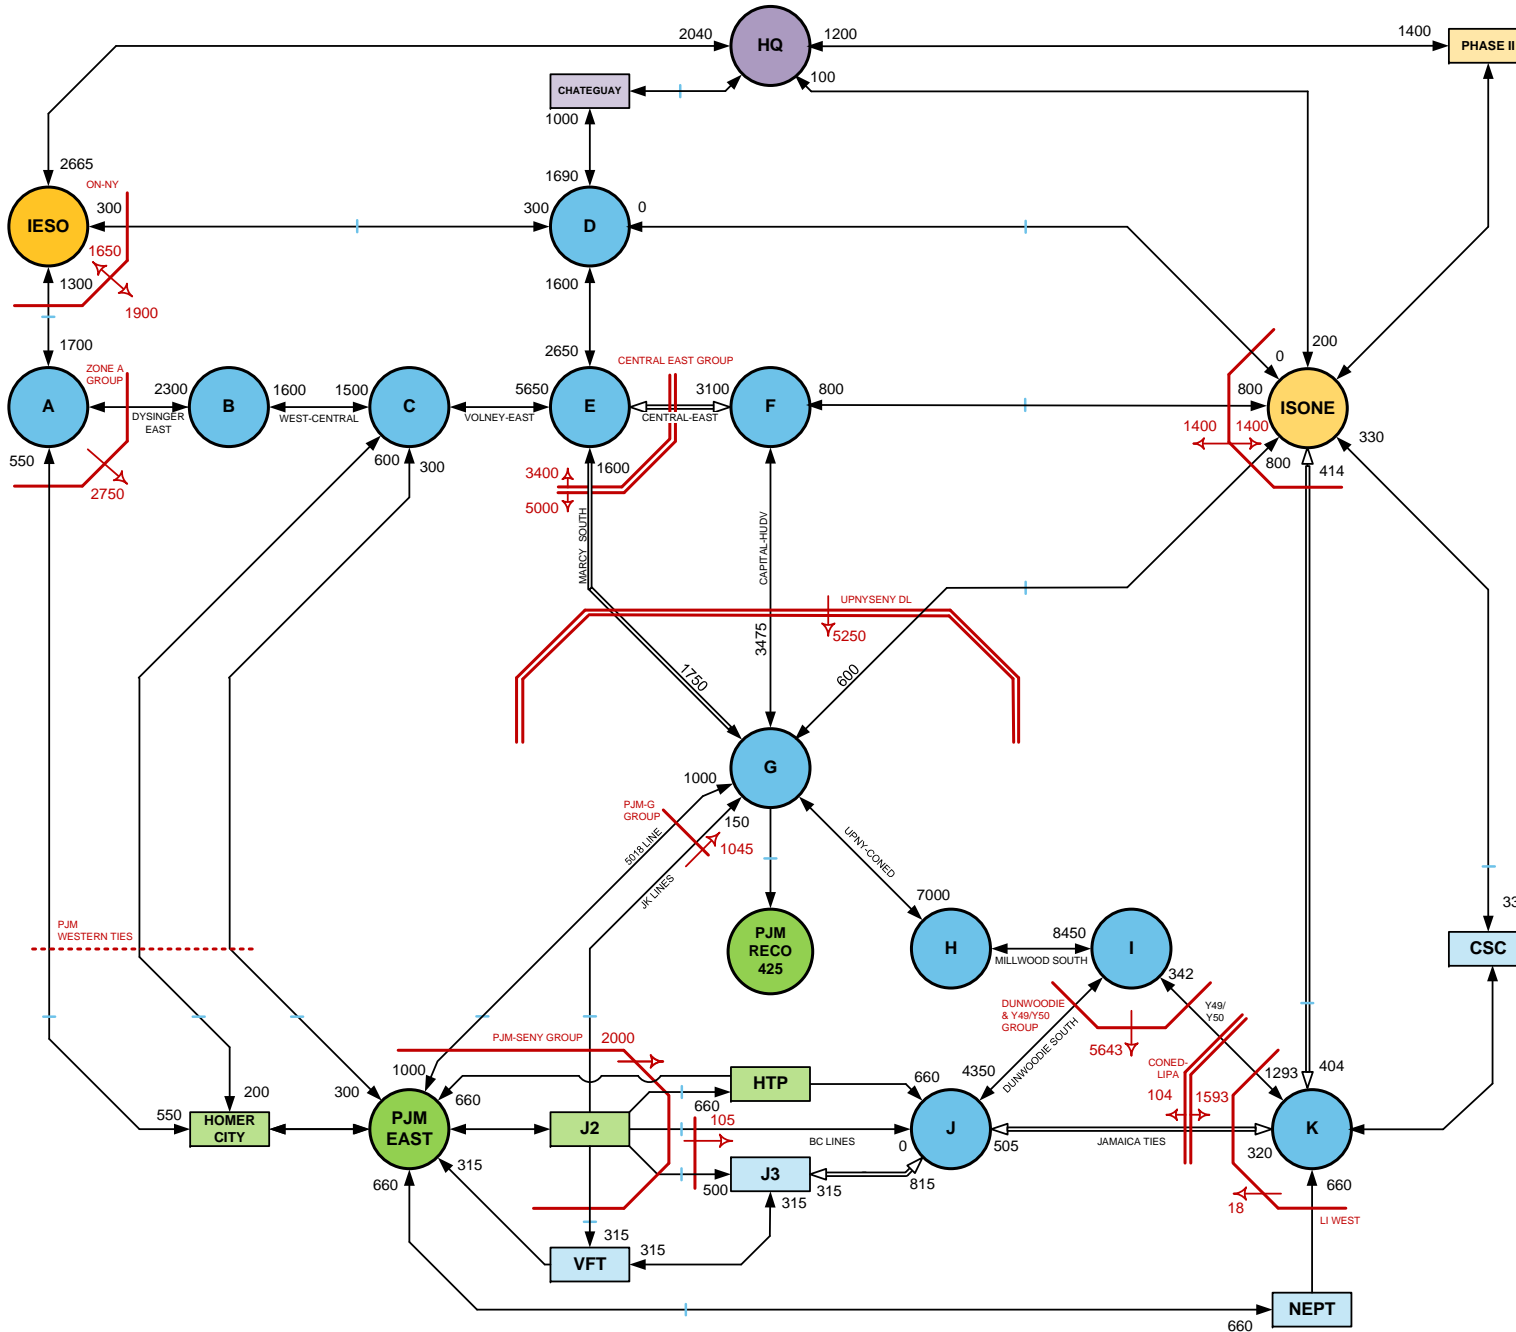 2040
HQ
1200
1400
PHASE II
100
CHATEGUAY
1000
2665
ON-NY
1690
300
300
0
IESO
D
1650
1300
1900
1600
1700
2650
0
200
ZONE A
GROUP
CENTRAL EAST GROUP
2300
1600
1500
5650
3100
800
800
A
B
C
E
F
ISONE
DYSINGER
EAST
WEST-CENTRAL
VOLNEY-EAST
CENTRAL-EAST
1400
1400
330
550
600
300
1600
800
414
2750
3400
5000
MARCY SOUTH
CAPITAL-HUDV
UPNYSENY DL
5250
3475
1750
600
G
1000
PJM-G
GROUP
150
1045
5018 LINE
JK LINES
UPNY-CONED
7000
8450
PJM
RECO
425
H
I
MILLWOOD SOUTH
33
CSC
PJM
WESTERN TIES
342
DUNWOODIE
& Y49/Y50
GROUP
Y49/
Y50
5643
DUNWOODIE SOUTH
PJM-SENY GROUP
2000
CONED-
LIPA
1000
1293
404
200
300
660
HTP
660
4350
104
1593
550
HOMER
CITY
PJM
EAST
660
J2
105
BC LINES
J
0
505
JAMAICA TIES
320
K
315
660
500
J3
315
315
815
660
18
LI WEST
315
315
VFT
NEPT
660